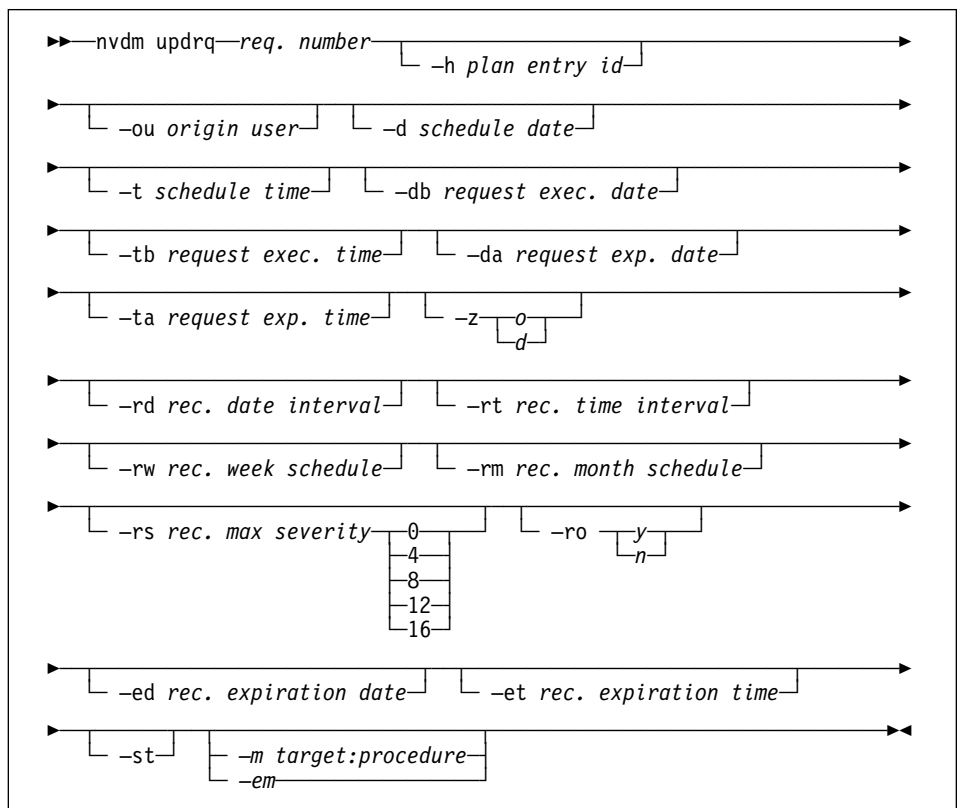 nvdm updrq req. number
–h plan entry id
–ou origin user –d schedule date
–t schedule time –db request exec. date
–tb request exec. time –da request exp. date
–ta request exp. time –z o
d
–rd rec. date interval –rt rec. time interval
–rw rec. week schedule –rm rec. month schedule
–rs rec. max severity 0 –ro y
4 n
8
12
16
–ed rec. expiration date –et rec. expiration time
–st –m target:procedure
–em